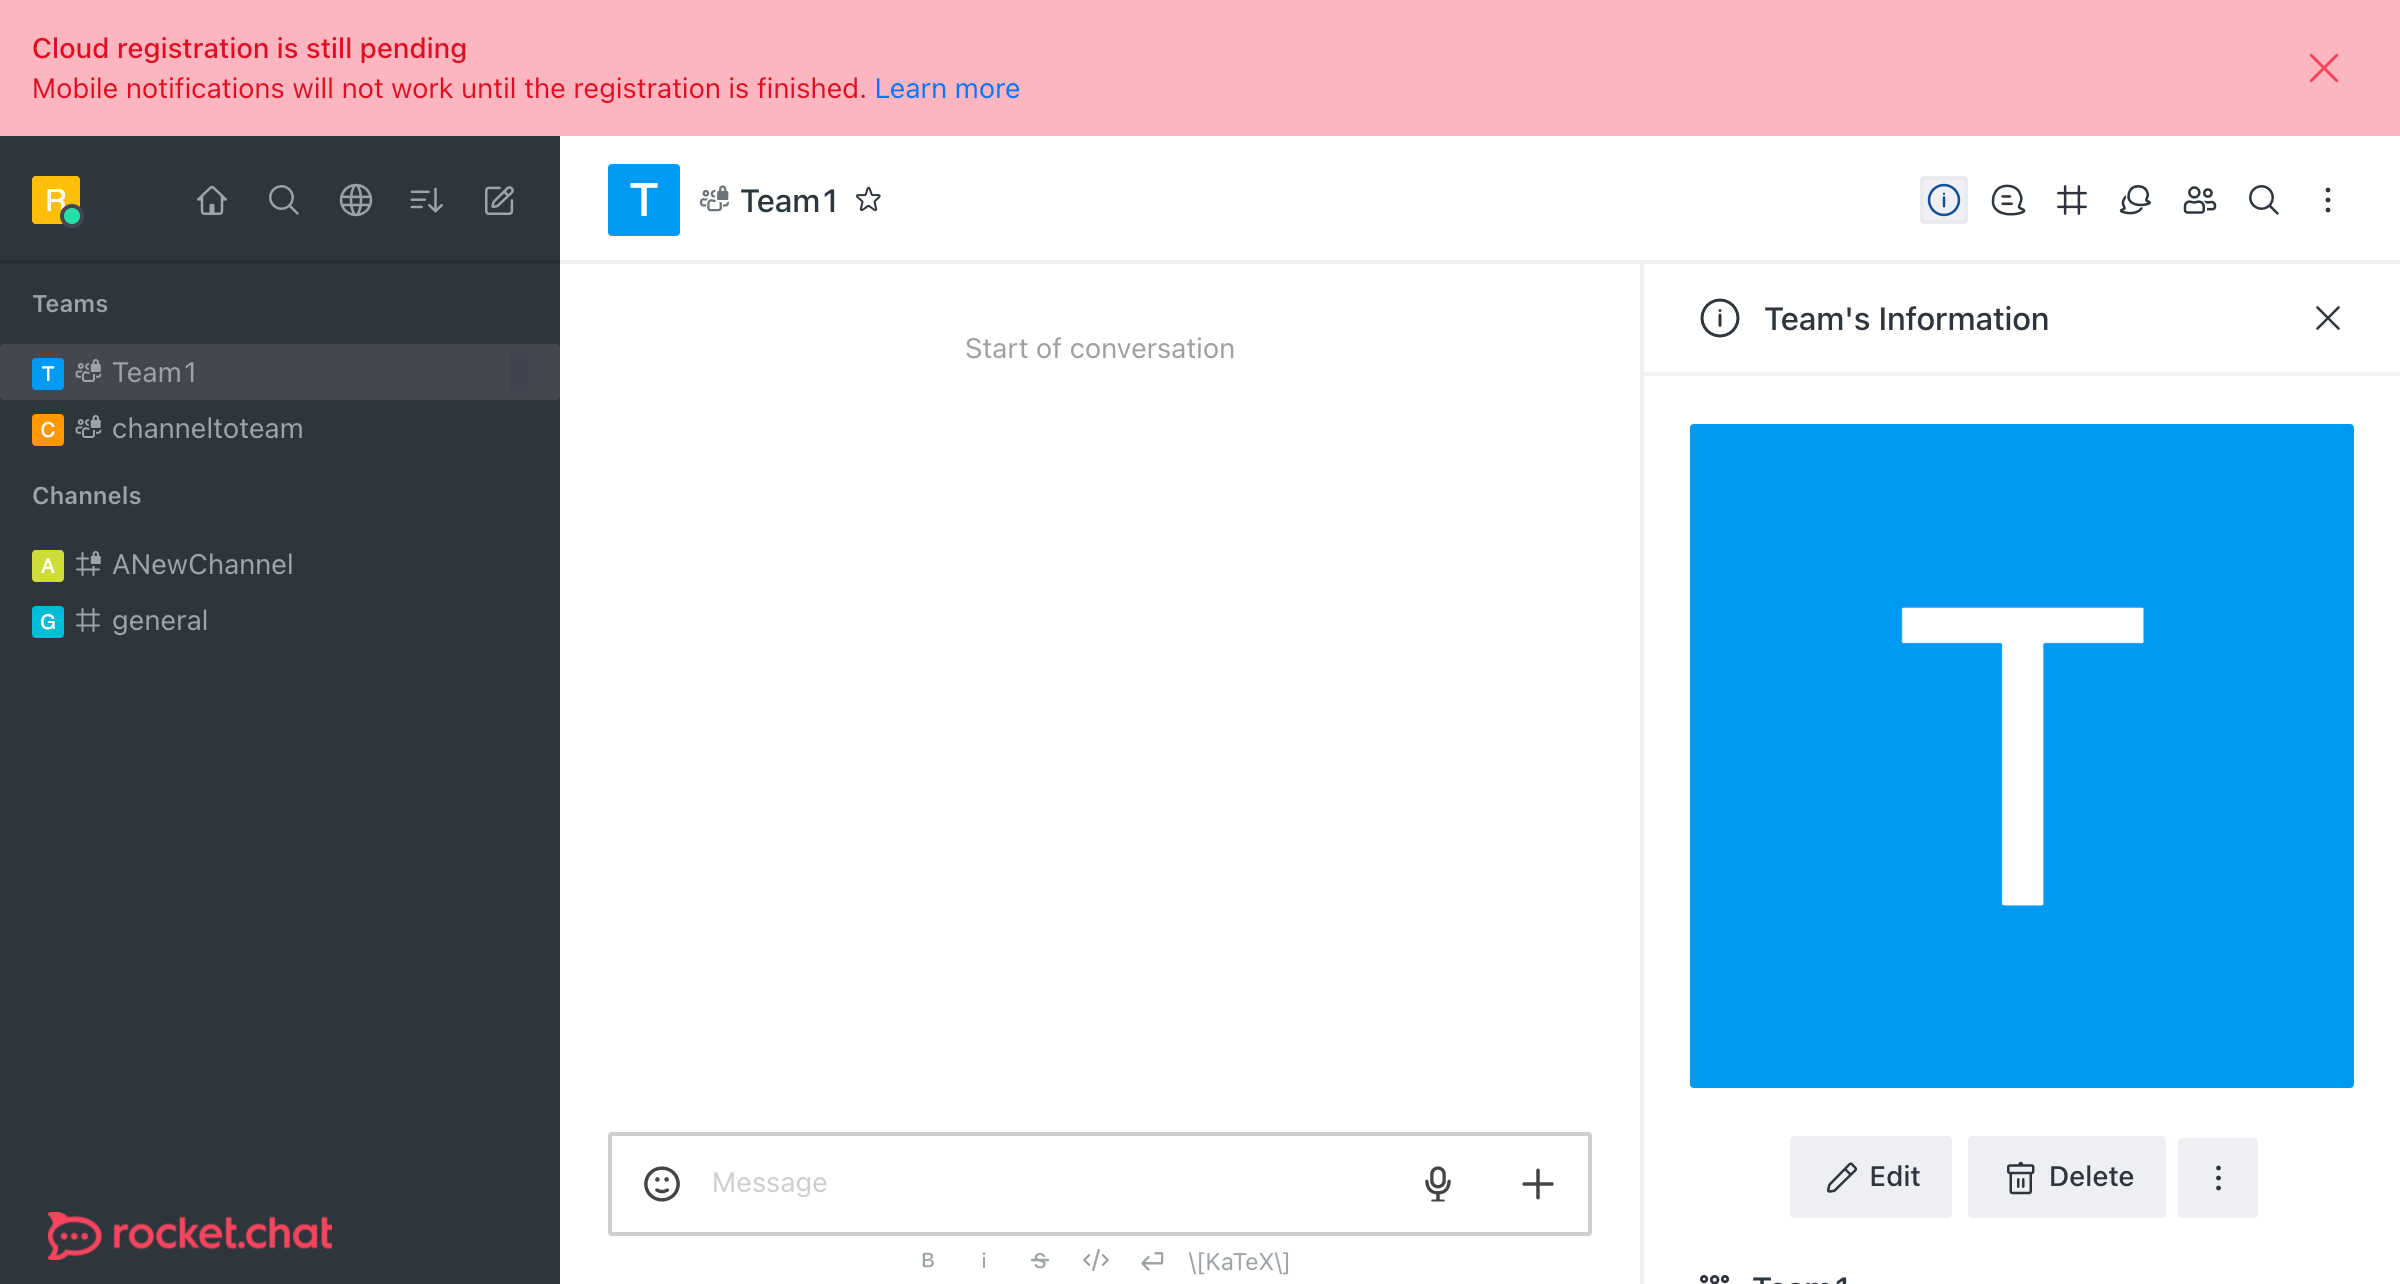 Cloud registration is still pending
Mobile notifications will not work until the registration is finished. Learn more
R
Teams
T Team1
C channeltoteam
Channels
A ANewChannel
G general
rocket.chat
T Team1
Start of conversation
Message
B i S </> \[KaTeX\]
Team's Information
T
Edit Delete
Team1